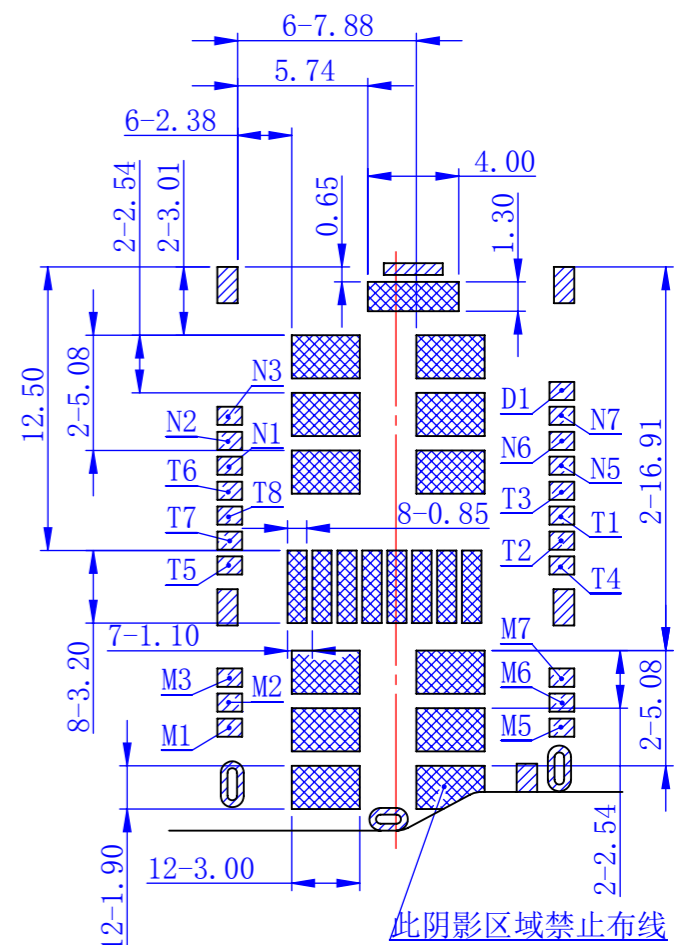 6-7.88
5.74
6-2.38
4.00
2-2.54
2-3.01
0.65
1.30
12.50
2-5.08
N3
D1
N2
N7
N1
N6
T6
N5
T8
T3
T7
8-0.85
T1
T5
T2
T4
2-16.91
7-1.10
M7
8-3.20
M3
M6
M2
M1
M5
2-5.08
12-3.00
2-2.54
12-1.90
此阴影区域禁止布线